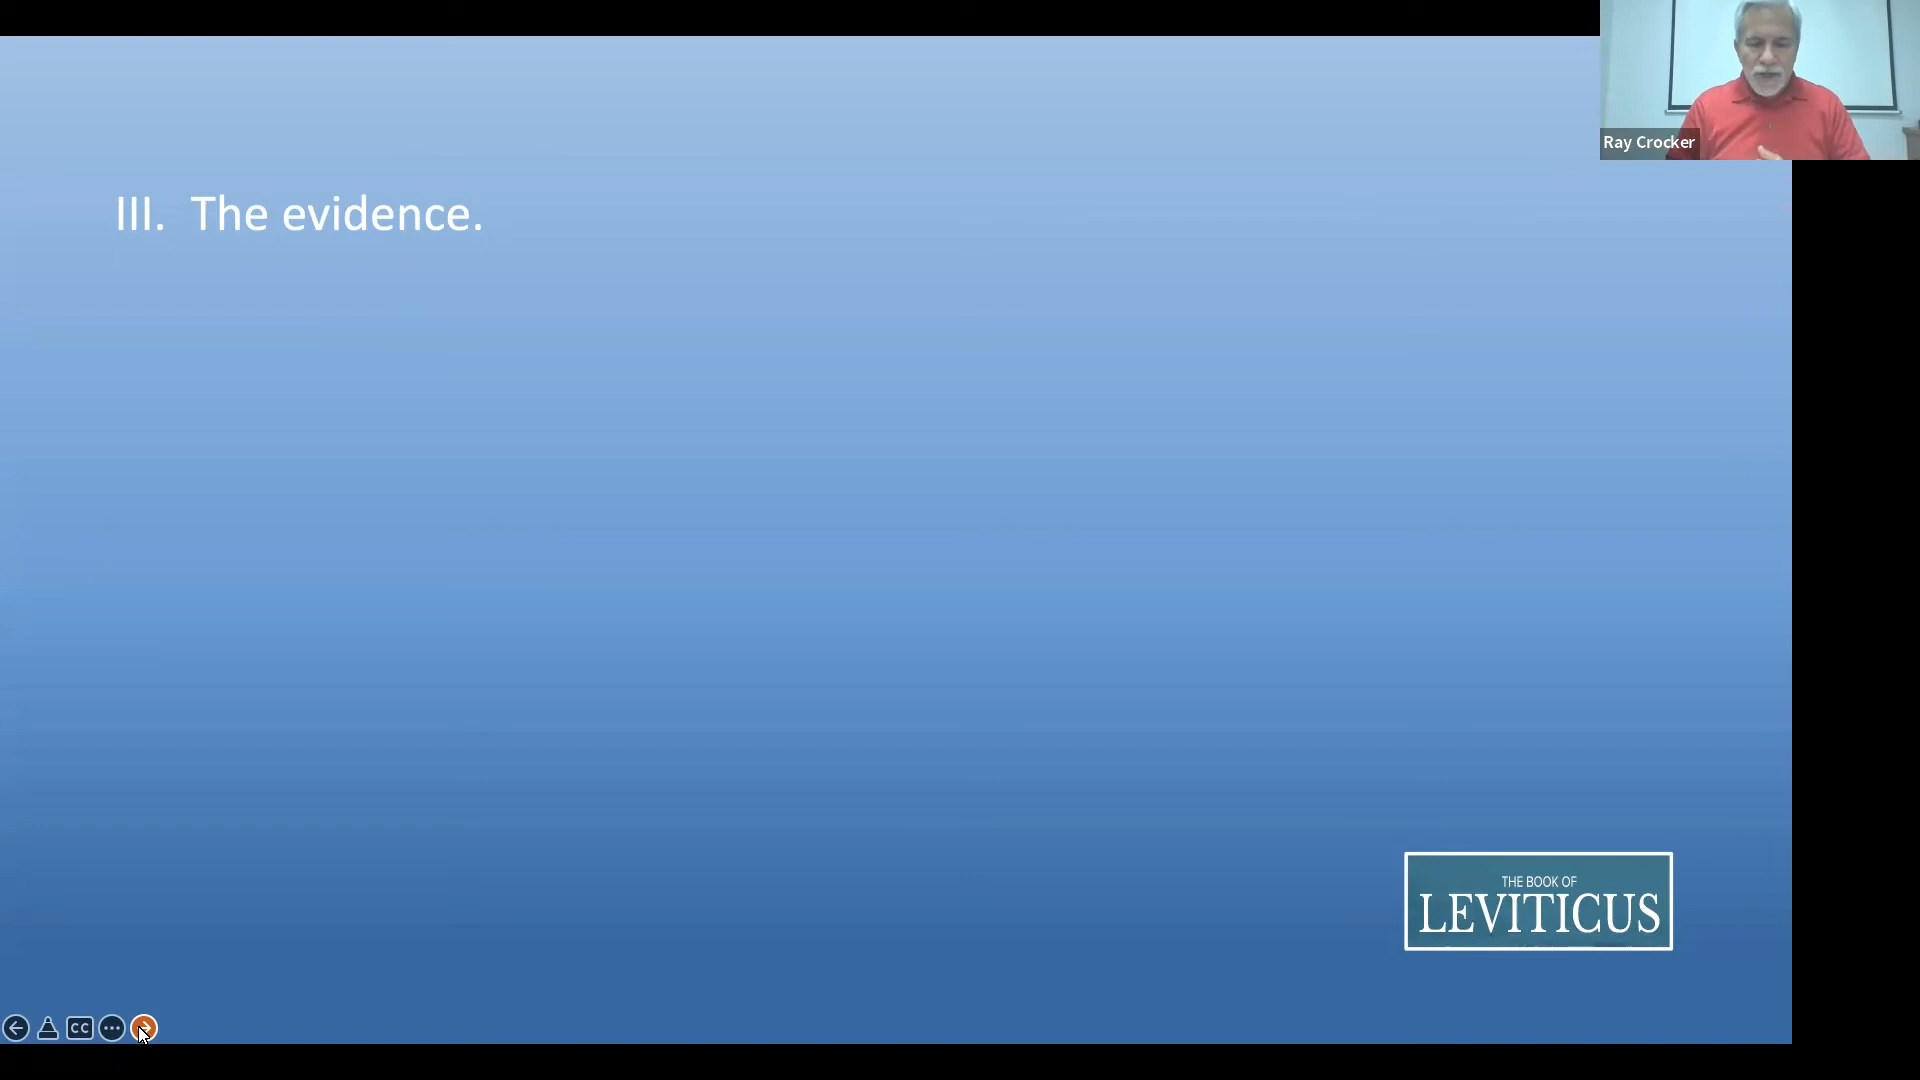 Ray Crocker
III. The evidence.
THE BOOK OF
LEVITICUS
CC